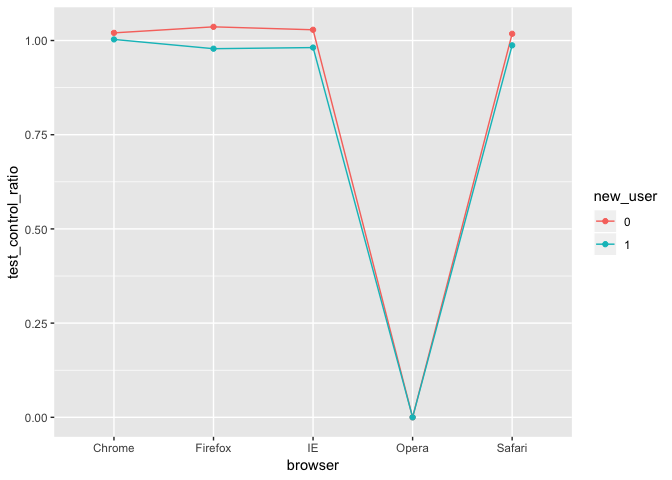 1.00
0.75
0.50
0.25
0.00
test_control_ratio
Chrome Firefox IE Opera Safari
browser
new_user
0
1